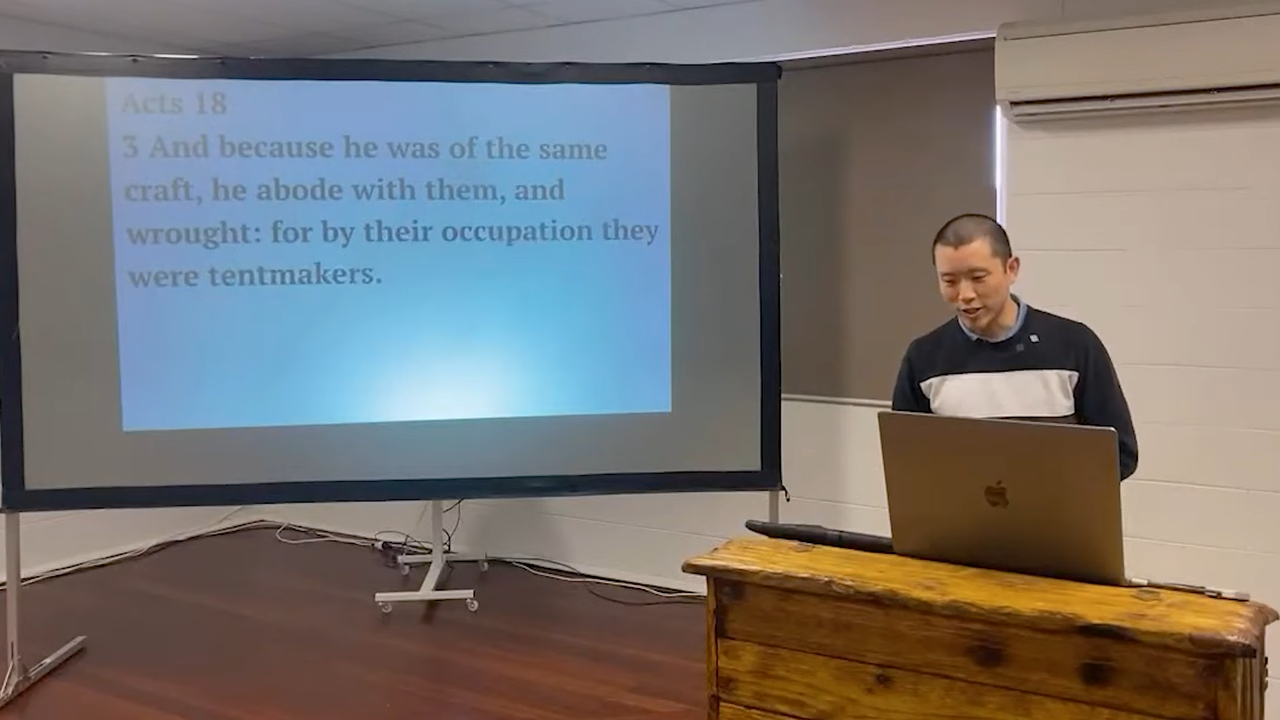 Acts 18
3 And because he was of the same
craft, he abode with them, and
wrought: for by their occupation they
were tentmakers.